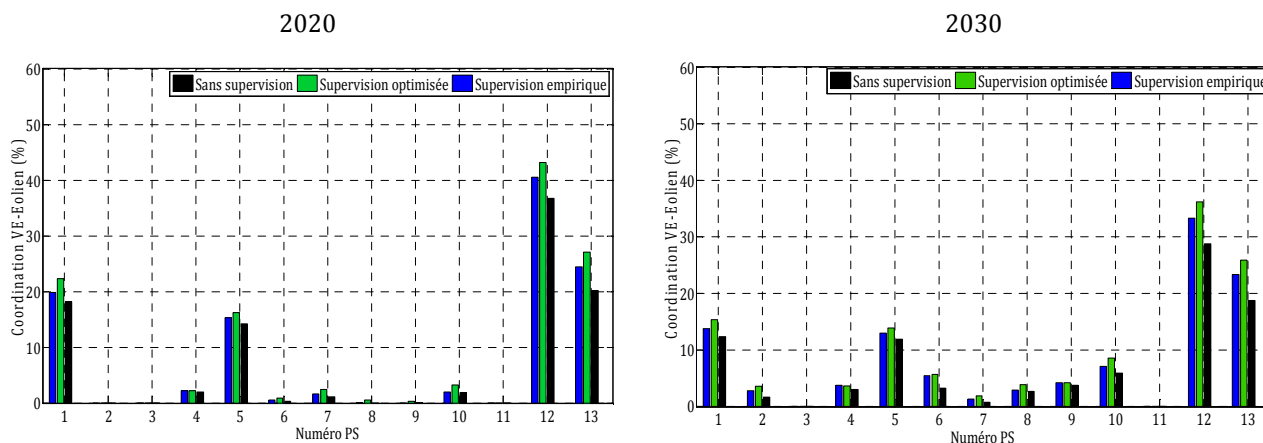 2020
2030
60
50
40
30
20
10
0
Coordination VE-Eolien (%)
Sans supervision Supervision optimisée Supervision empirique
1 2 3 4 5 6 7 8 9 10 11 12 13
Numéro PS
60
50
40
30
20
10
0
Coordination VE-Eolien (%)
Sans supervision Supervision optimisée Supervision empirique
1 2 3 4 5 6 7 8 9 10 11 12 13
Numéro PS